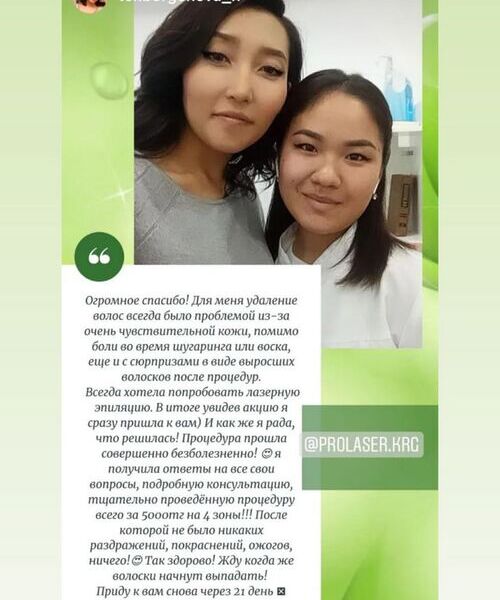 Огромное спасибо! Для меня удаление
волос всегда было проблемой из-за
очень чувствительной кожи, помимо
боли во время шугаринга или воска,
еще и с сюрпризами в виде выросших
волосков после процедур.
Всегда хотела попробовать лазерную
эпиляцию. В итоге увидев акцию я
сразу пришла к вам) И как же я рада,
что решилась! Процедура прошла
совершенно безболезненно! 😍 я
получила ответы на все свои
вопросы, подробную консультацию,
тщательно проведённую процедуру
всего за 5000тг на 4 зоны!!! После
которой не было никаких
раздражений, покраснений, ожогов,
ничего!😍 Так здорово! Жду когда же
волоски начнут выпадать!
Приду к вам снова через 21 день
@PROLASER.KRG